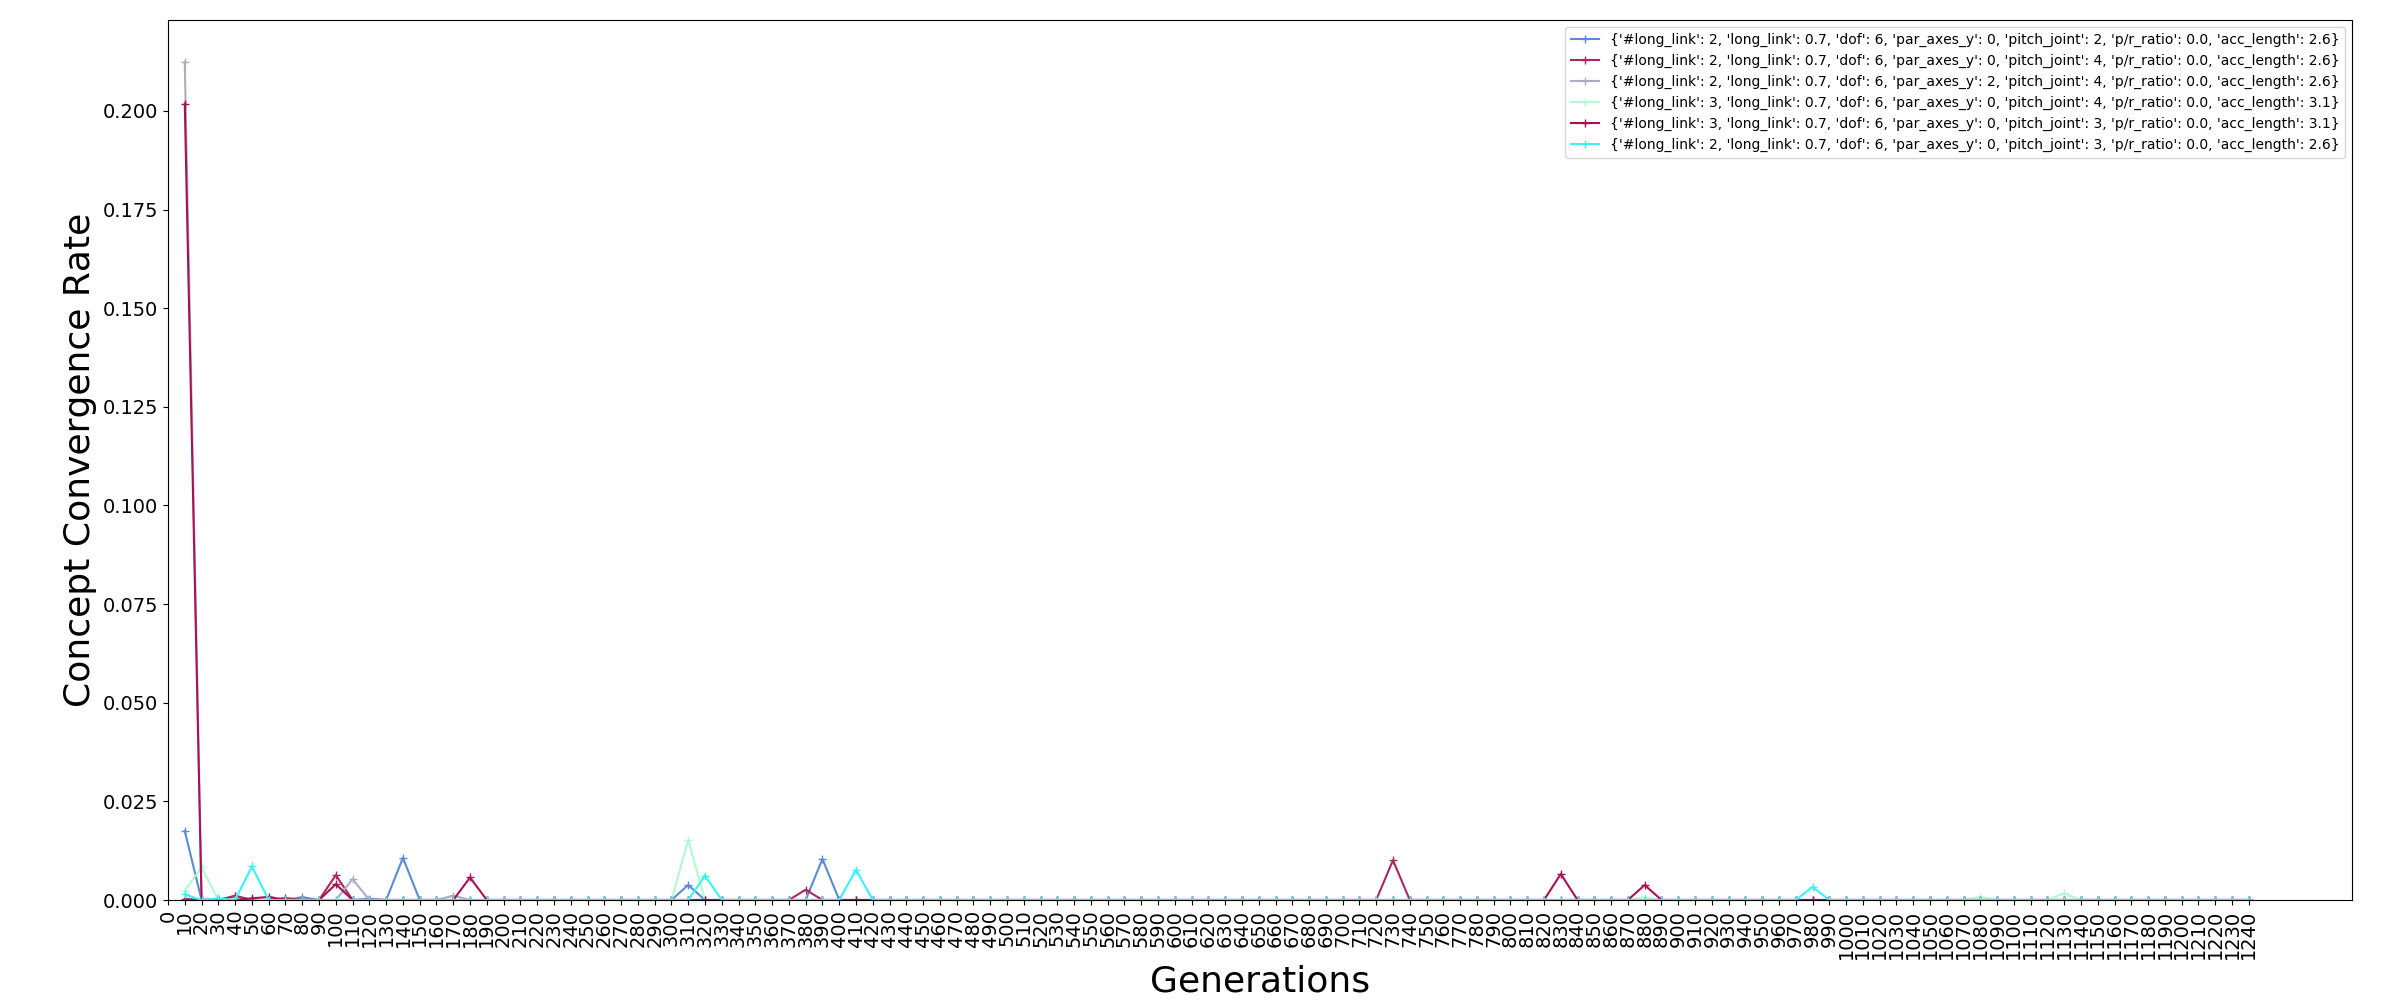 {'#long_link': 2, 'long_link': 0.7, 'dof': 6, 'par_axes_y': 0, 'pitch_joint': 2, 'p/r_ratio': 0.0, 'acc_length': 2.6}
{'#long_link': 2, 'long_link': 0.7, 'dof': 6, 'par_axes_y': 0, 'pitch_joint': 4, 'p/r_ratio': 0.0, 'acc_length': 2.6}
{'#long_link': 2, 'long_link': 0.7, 'dof': 6, 'par_axes_y': 2, 'pitch_joint': 4, 'p/r_ratio': 0.0, 'acc_length': 2.6}
{'#long_link': 3, 'long_link': 0.7, 'dof': 6, 'par_axes_y': 0, 'pitch_joint': 4, 'p/r_ratio': 0.0, 'acc_length': 3.1}
{'#long_link': 3, 'long_link': 0.7, 'dof': 6, 'par_axes_y': 0, 'pitch_joint': 3, 'p/r_ratio': 0.0, 'acc_length': 3.1}
{'#long_link': 2, 'long_link': 0.7, 'dof': 6, 'par_axes_y': 0, 'pitch_joint': 3, 'p/r_ratio': 0.0, 'acc_length': 2.6}
Concept Convergence Rate
0.200
0.175
0.150
0.125
0.100
0.075
0.050
0.025
0.000
0 10 20 30 40 50 60 70 80 90 100 110 120 130 140 150 160 170 180 190 200 210 220 230 240 250 260 270 280 290 300 310 320 330 340 350 360 370 380 390 400 410 420 430 440 450 460 470 480 490 500 510 520 530 540 550 560 570 580 590 600 610 620 630 640 650 660 670 680 690 700 710 720 730 740 750 760 770 780 790 800 810 820 830 840 850 860 870 880 890 900 910 920 930 940 950 960 970 980 990 1000 1010 1020 1030 1040 1050 1060 1070 1080 1090 1100 1110 1120 1130 1140 1150 1160 1170 1180 1190 1200 1210 1220 1230 1240
Generations